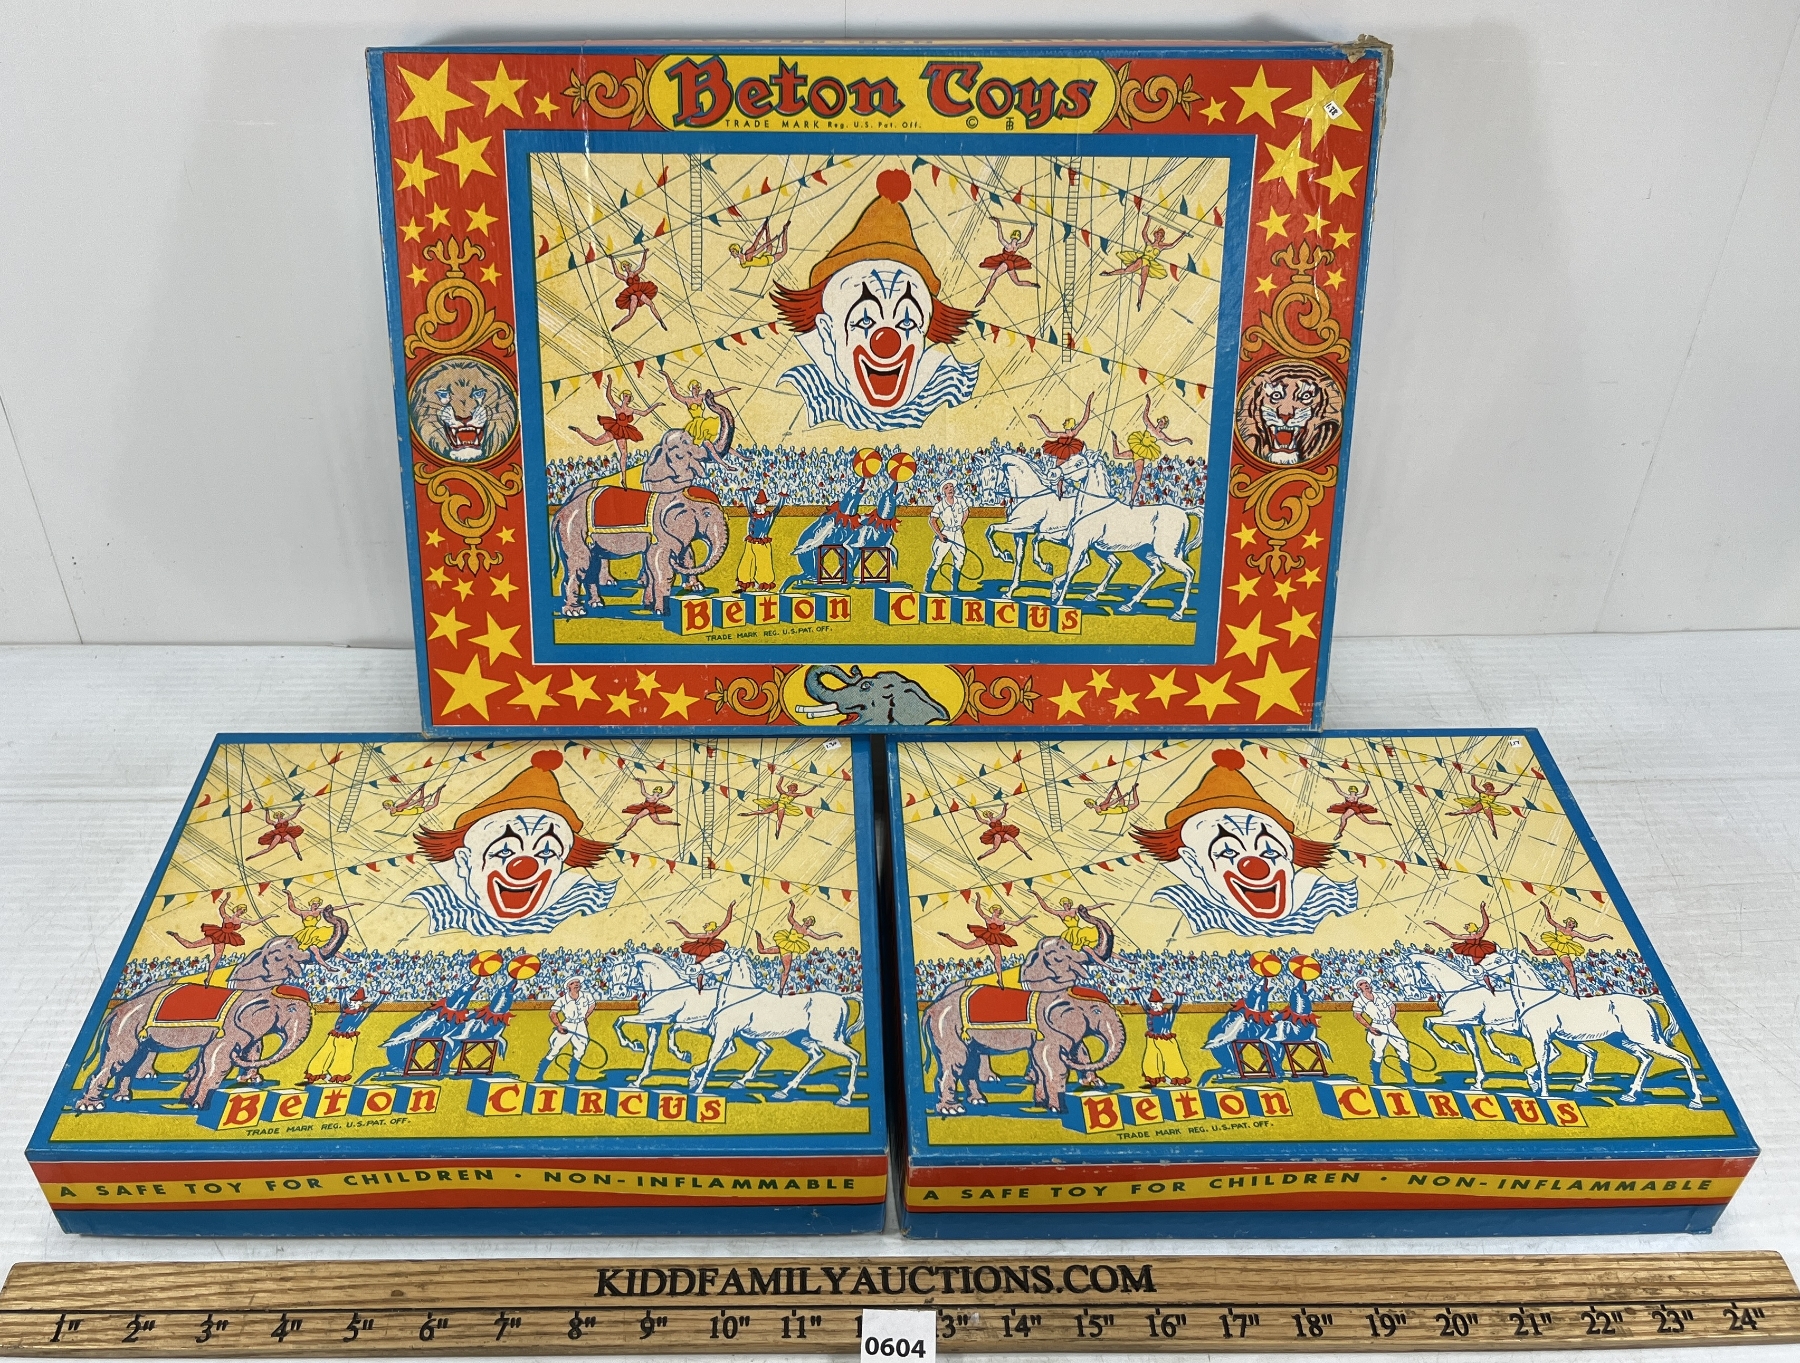 Beton Toys
TRADE MARK Reg. U.S. Pat. Off. ©
Beton CIRCUS
TRADE MARK REG. U.S. PAT. OFF.
Beton CIRCUS
TRADE MARK REG. U.S. PAT. OFF.
A SAFE TOY FOR CHILDREN · NON-INFLAMMABLE
Beton CIRCUS
TRADE MARK REG. U.S. PAT. OFF.
A SAFE TOY FOR CHILDREN · NON-INFLAMMABLE
KIDDFAMILYAUCTIONS.COM
1" 2" 3" 4" 5" 6" 7" 8" 9" 10" 11" 13" 14" 15" 16" 17" 18" 19" 20" 21" 22" 23" 24"
0604